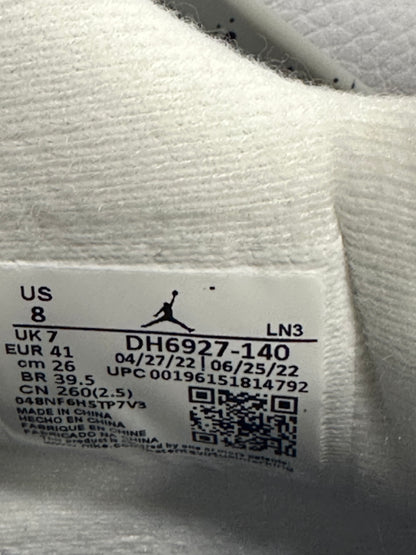 US
8
LN3
UK 7
EUR 41
cm 26
BR 39.5
CN 260(2.5)
048NF6H5TP7V3
DH6927-140
04/27/22 | 06/25/22
UPC 00196151814792
MADE IN CHINA
HECHO EN CHINA
FABRIQUE EN CHINE
FABRICADO NA CHINA